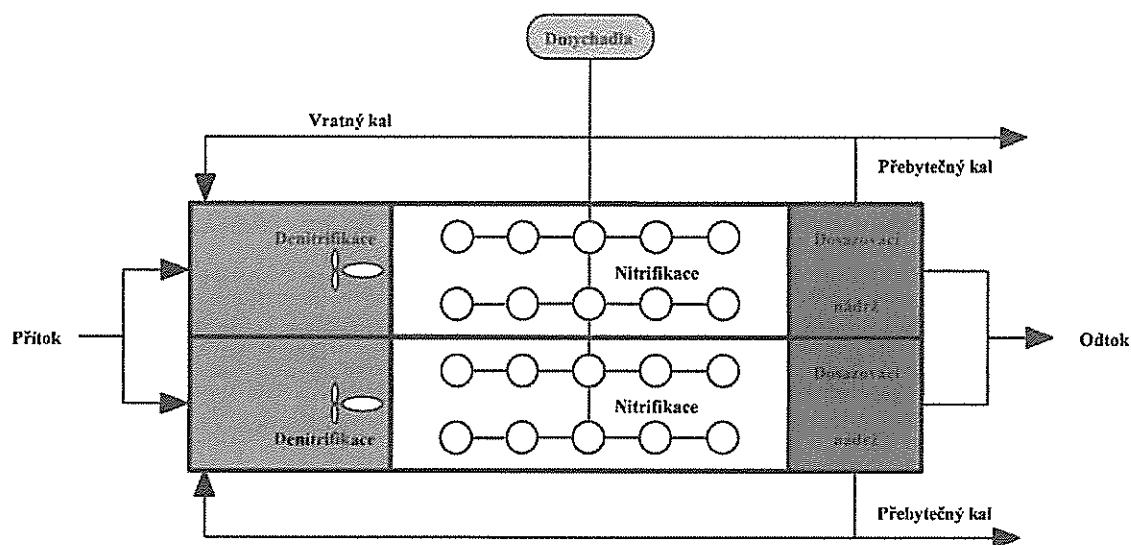 Dmychadla
Vratný kal
Přebytečný kal
Denitrifikace
Dosazovací
Nitrifikace
nádrž
Přítok
Odtok
Dosazovací
Nitrifikace
Denitrifikace
nádrž
Přebytečný kal